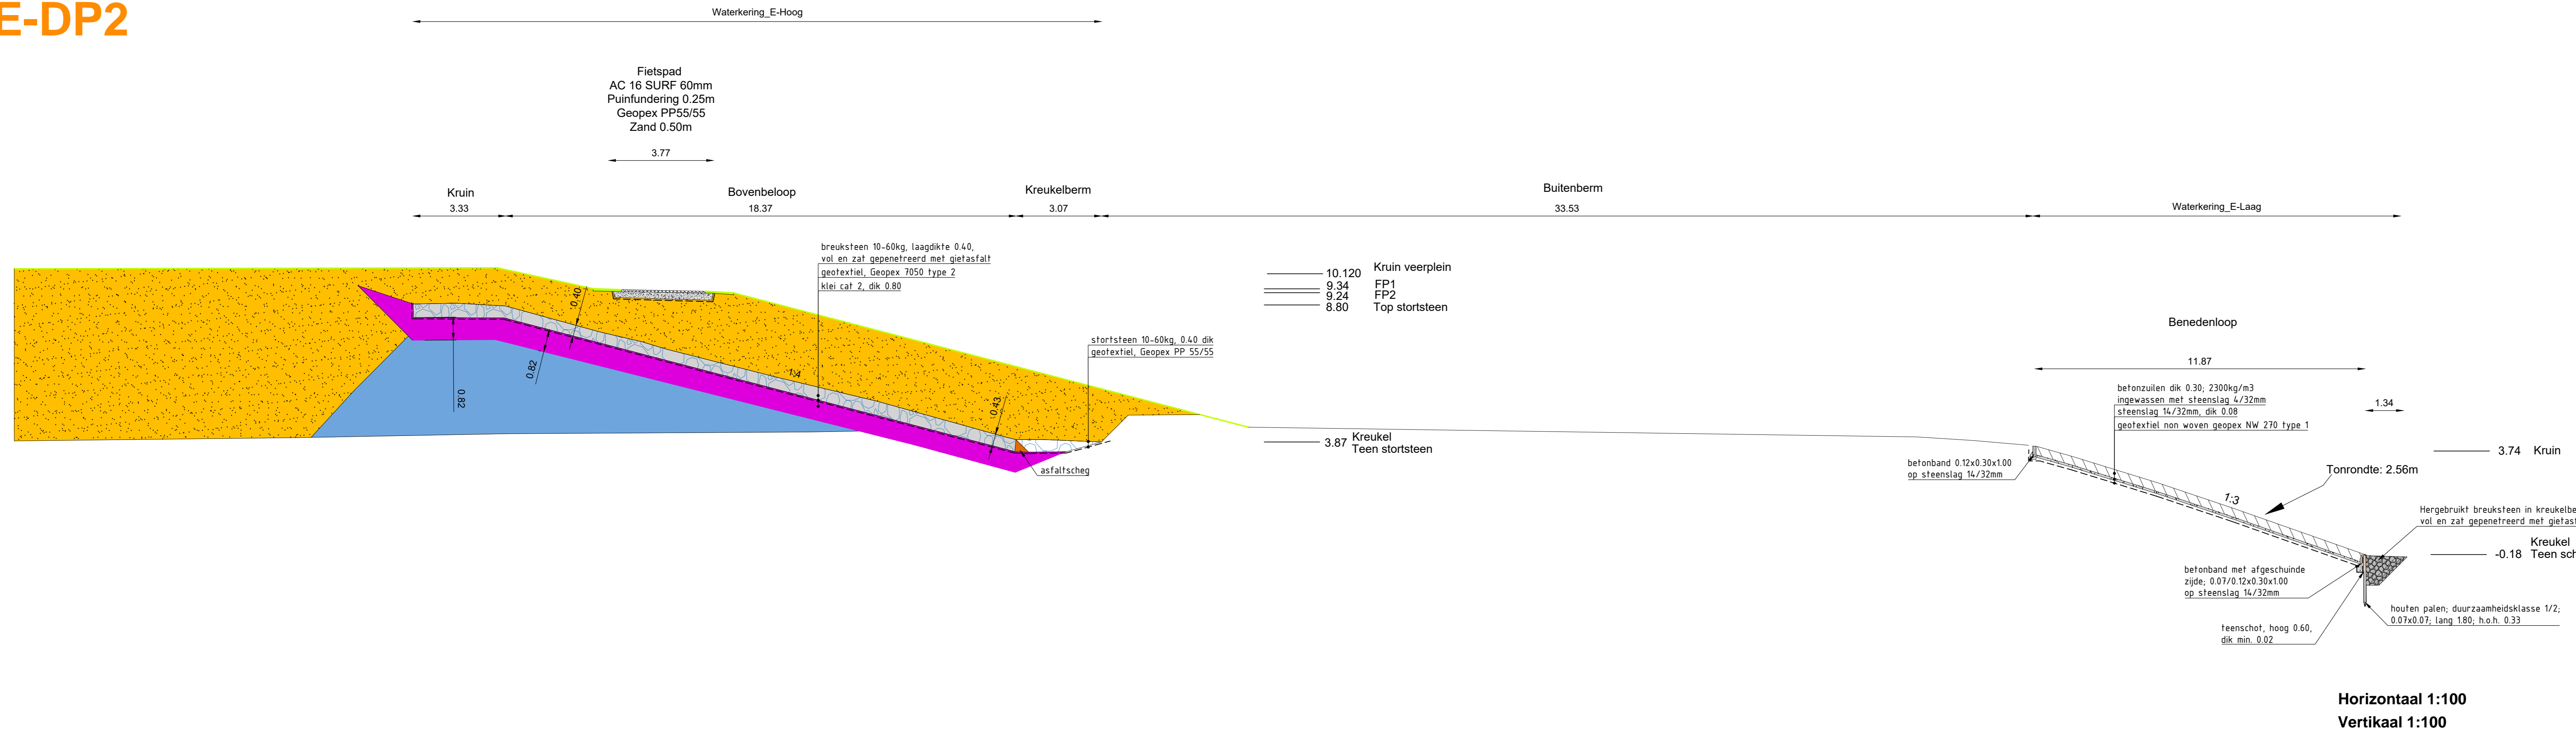 E-DP2
Waterkering_E-Hoog
Fietspad
AC 16 SURF 60mm
Puinfundering 0.25m
Geopex PP55/55
Zand 0.50m
3.77
Kruin
3.33
Bovenbeloop
18.37
Kreukelberm
3.07
Buitenberm
33.53
Waterkering_E-Laag
breuksteen 10-60kg, laagdikte 0.40,
vol en zat gepenetreerd met gietasfalt
geotextiel, Geopex 7050 type 2
klei cat 2, dik 0.80
0.40
0.82
0.82
1:4
0.43
stortsteen 10-60kg, 0.40 dik
geotextiel, Geopex PP 55/55
asfaltscheg
10.120 Kruin veerplein
9.34 FP1
9.24 FP2
8.80 Top stortsteen
3.87 Kreukel
Teen stortsteen
Benedenloop
11.87
1.34
betonzuilen dik 0.30; 2300kg/m3
ingewassen met steenslag 4/32mm
steenslag 14/32mm, dik 0.08
geotextiel non woven geopex NW 270 type 1
betonband 0.12x0.30x1.00
op steenslag 14/32mm
3.74 Kruin
Tonrondte: 2.56m
1:3
Hergebruikt breuksteen in kreukelbe
vol en zat gepenetreerd met gietasf
Kreukel
-0.18 Teen sch
betonband met afgeschuinde
zijde; 0.07/0.12x0.30x1.00
op steenslag 14/32mm
houten palen; duurzaamheidsklasse 1/2;
0.07x0.07; lang 1.80; h.o.h. 0.33
teenschot, hoog 0.60,
dik min. 0.02
Horizontaal 1:100
Vertikaal 1:100